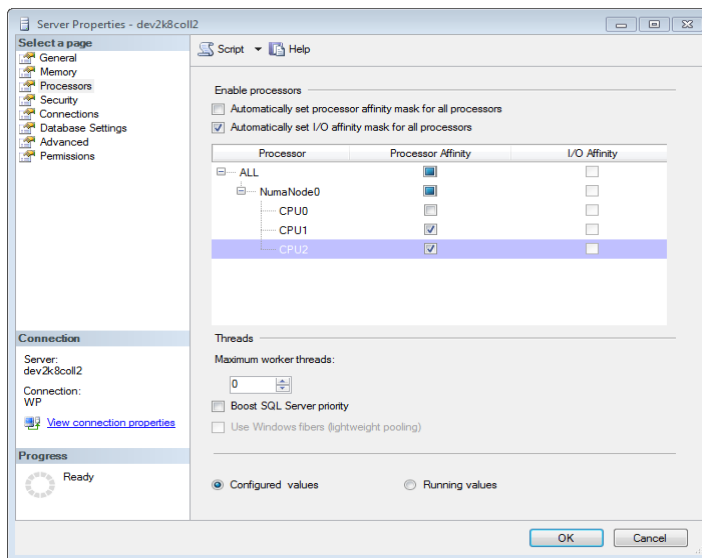 Server Properties - dev2k8coll2
Select a page
General
Memory
Processors
Security
Connections
Database Settings
Advanced
Permissions
Connection
Server:
dev2k8coll2
Connection:
WP
View connection properties
Progress
Ready
Script Help
Enable processors
Automatically set processor affinity mask for all processors
Automatically set I/O affinity mask for all processors
Processor Processor Affinity I/O Affinity
ALL
NumaNode0
CPU0
CPU1
CPU2
Threads
Maximum worker threads:
0
Boost SQL Server priority
Use Windows fibers (lightweight pooling)
Configured values Running values
OK Cancel